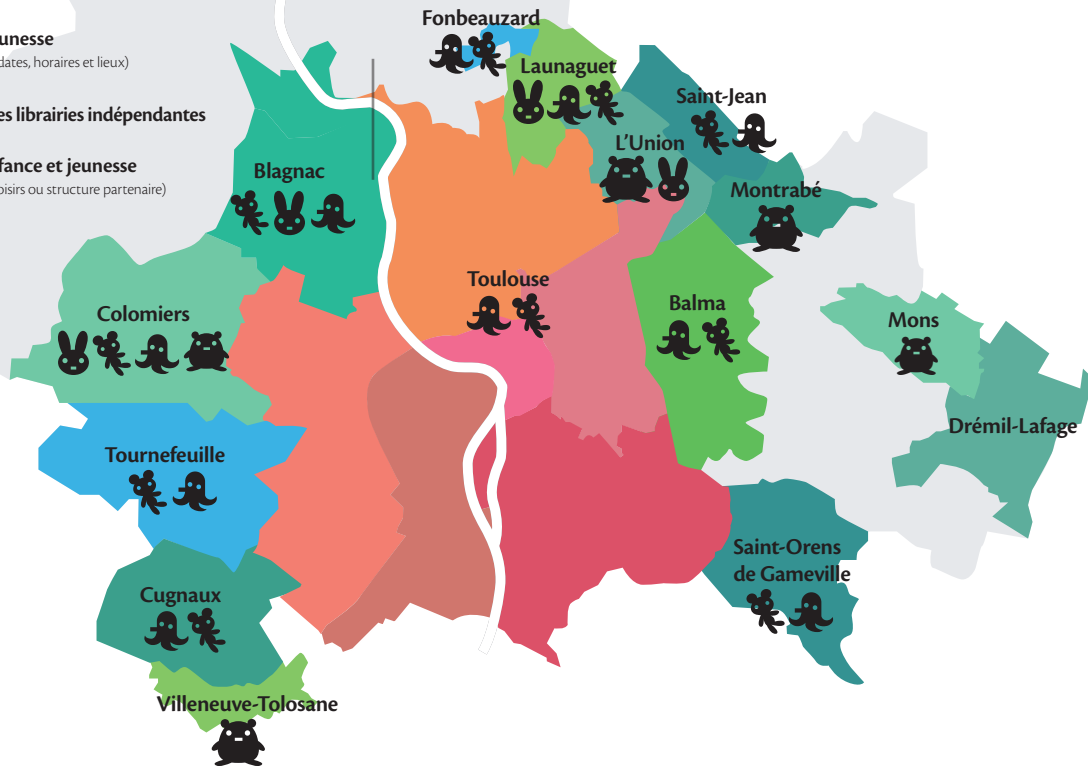 unesse
dates, horaires et lieux)
es librairies indépendantes
fance et jeunesse
oisirs ou structure partenaire)
Fonbeauzard
Launaguet
Saint-Jean
L'Union
Blagnac
Montrabé
Toulouse
Balma
Colomiers
Mons
Drémil-Lafage
Tournefeuille
Saint-Orens
de Gameville
Cugnaux
Villeneuve-Tolosane